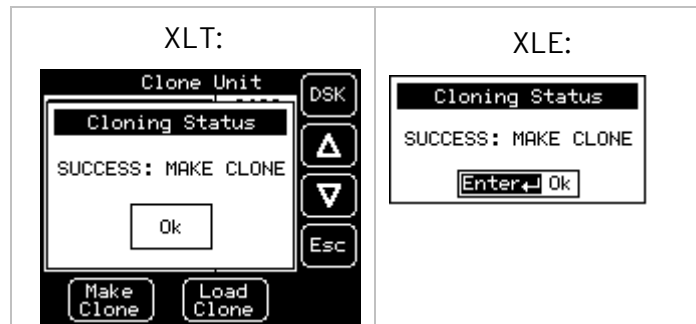 XLT:
Clone Unit
DSK
Cloning Status
SUCCESS: MAKE CLONE
Ok
Esc
Make Clone
Load Clone
XLE:
Cloning Status
SUCCESS: MAKE CLONE
Enter↵ Ok